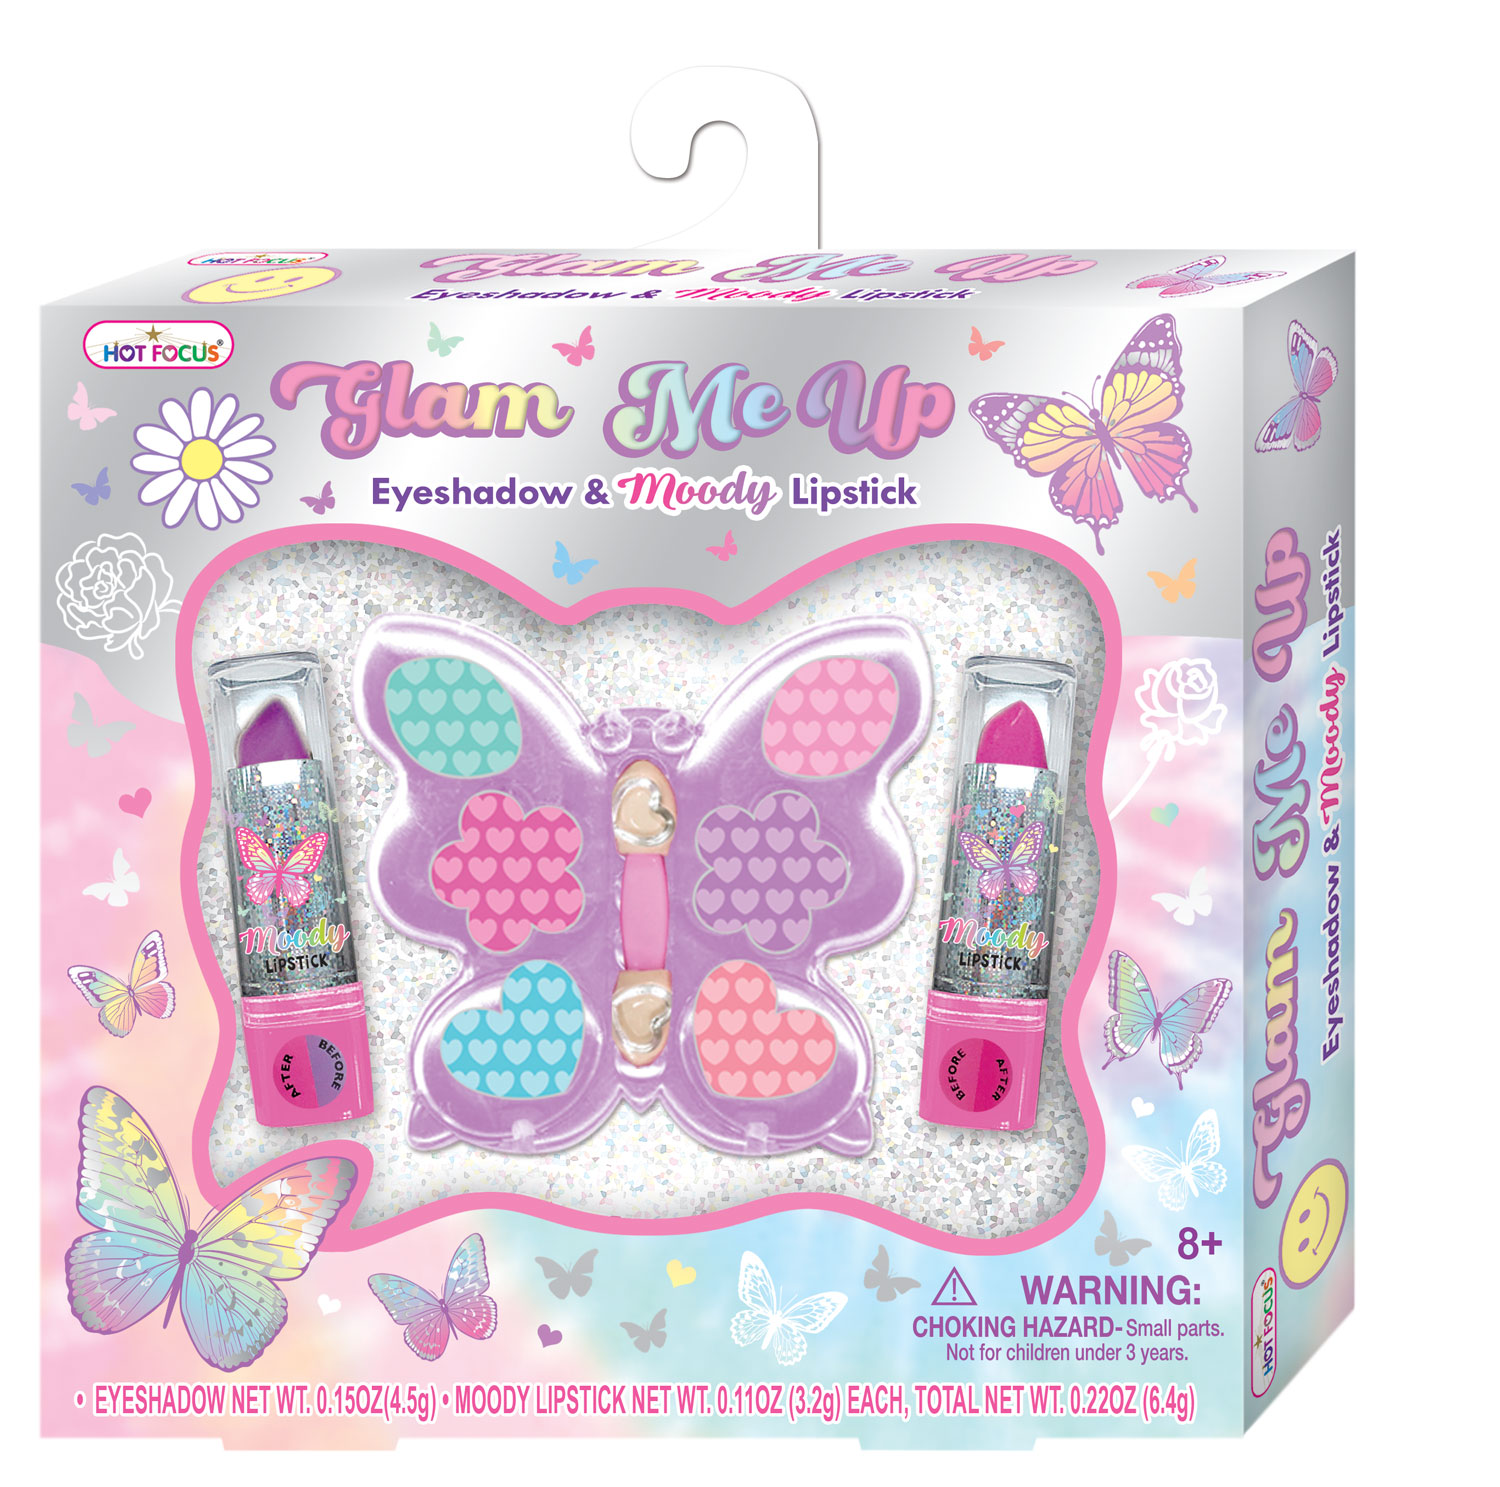 HOT FOCUS®
Glam Me Up
Eyeshadow & Moody Lipstick
HOT FOCUS®
Glam Me Up
Eyeshadow & Moody Lipstick
Moody
LiPSTiCK
AFTER
BEFORE
Moody
LiPSTiCK
BEFORE
AFTER
8+
WARNING:
CHOKING HAZARD- Small parts.
Not for children under 3 years.
• EYESHADOW NET WT. 0.15OZ(4.5g) • MOODY LIPSTICK NET WT. 0.11OZ (3.2g) EACH, TOTAL NET WT. 0.22OZ (6.4g)
Glam Me Up
Eyeshadow & Moody Lipstick
HOT FOCUS®